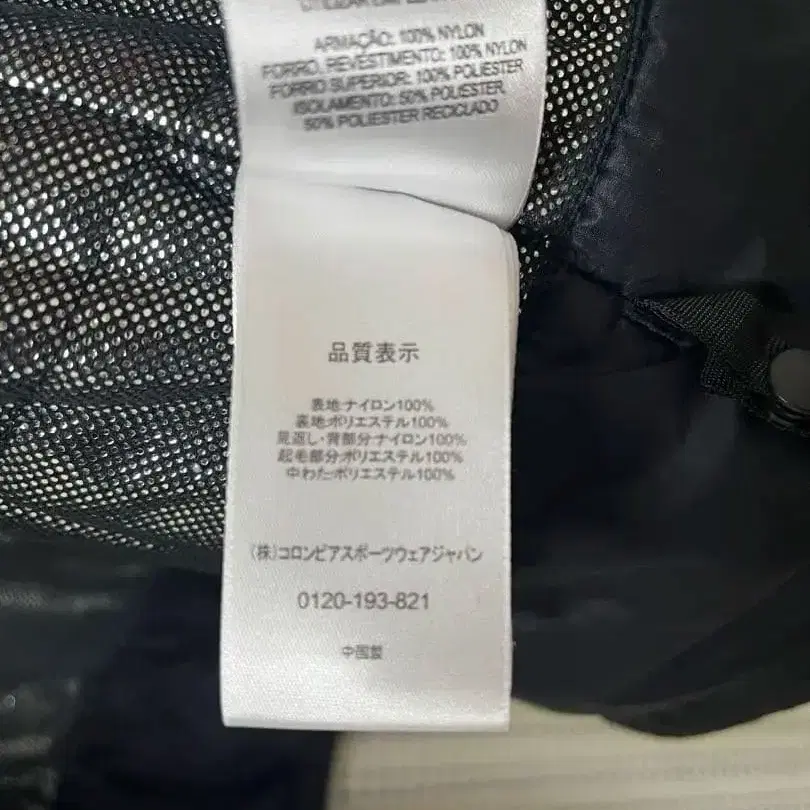 ARMAÇÃO: 100% NYLON
FORRO, REVESTIMENTO: 100% NYLON
FORRO SUPERIOR: 100% POLIESTER
ISOLAMENTO: 50% POLIESTER,
50% POLIESTER RECICLADO
品質表示
表地:ナイロン100%
裏地:ポリエステル100%
見返し・背部分:ナイロン100%
起毛部分:ポリエステル100%
中わた:ポリエステル100%
(株)コロンビアスポーツウェアジャパン
0120-193-821
中国製